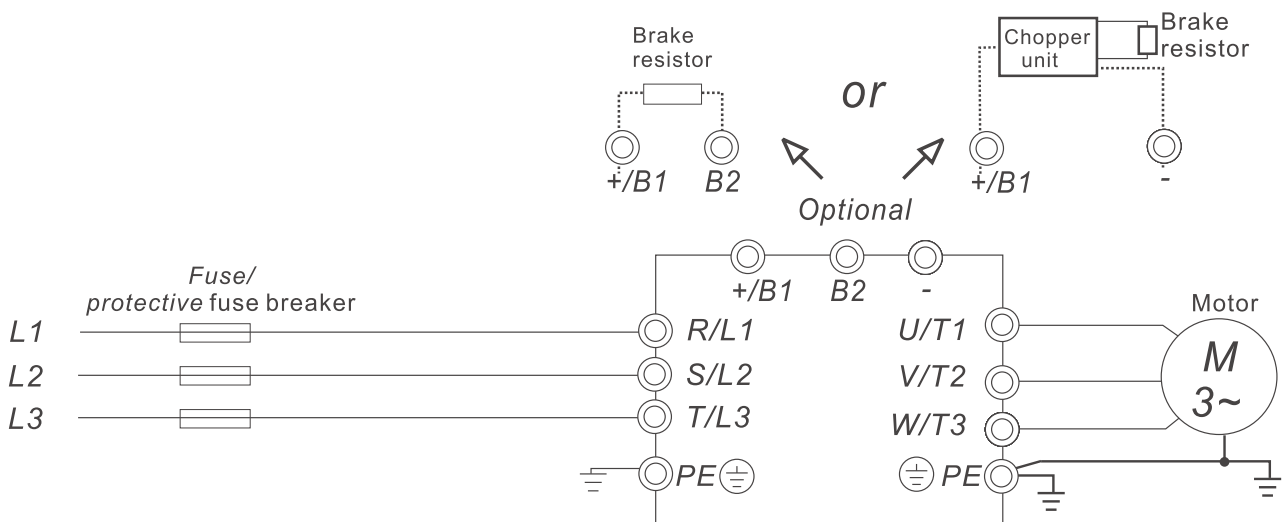 Brake
resistor
or
Chopper
unit
Brake
resistor
+/B1
B2
+/B1
-
Optional
+/B1
B2
-
Fuse/
protective fuse breaker
Motor
L1
L2
L3
R/L1
S/L2
T/L3
PE
U/T1
V/T2
W/T3
PE
M
3~